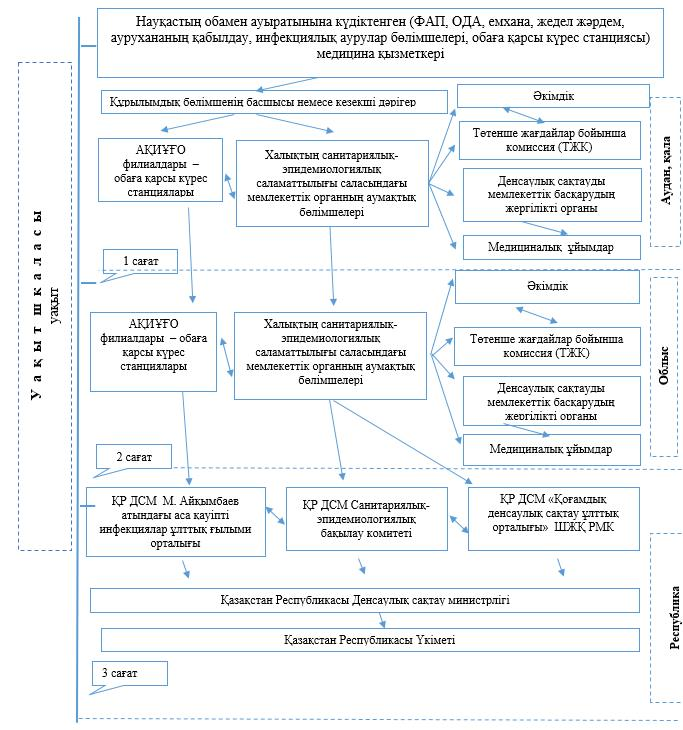 Науқастың обамен ауыратынына күдіктенген (ФАП, ОДА, емхана, жедел жәрдем,
аурухананың қабылдау, инфекциялық аурулар бөлімшелері, обаға қарсы күрес станциясы)
медицина қызметкері
Құрылымдық бөлімшенің басшысы немесе кезекші дәрігер
Әкімдік
Төтенше жағдайлар бойынша
комиссия (ТЖК)
АҚИҰҒО
филиалдары – 
обаға қарсы күрес
станциялары
Халықтың санитариялық-
эпидемиологиялық
саламаттылығы саласындағы
мемлекеттік органның аумақтық
бөлімшелері
Денсаулық сақтауды
мемлекеттік басқарудың
жергілікті органы
Медициналық ұйымдар
Аудан, қала
Уақыт шкаласы
уақыт
1 сағат
Әкімдік
АҚИҰҒО
филиалдары – обаға
қарсы күрес
станциялары
Халықтың санитариялық-
эпидемиологиялық
саламаттылығы саласындағы
мемлекеттік органның аумақтық
бөлімшелері
Төтенше жағдайлар бойынша
комиссия (ТЖК)
Денсаулық сақтауды
мемлекеттік басқарудың
жергілікті органы
Медициналық ұйымдар
Облыс
2 сағат
ҚР ДСМ М. Айқымбаев
атындағы аса қауіпті
инфекциялар ұлттық ғылыми
орталығы
ҚР ДСМ Санитариялық-
эпидемиологиялық
бақылау комитеті
ҚР ДСМ «Қоғамдық
денсаулық сақтау ұлттық
орталығы» ШЖҚ РМК
Қазақстан Республикасы Денсаулық сақтау министрлігі
Қазақстан Республикасы Үкіметі
Республика
3 сағат